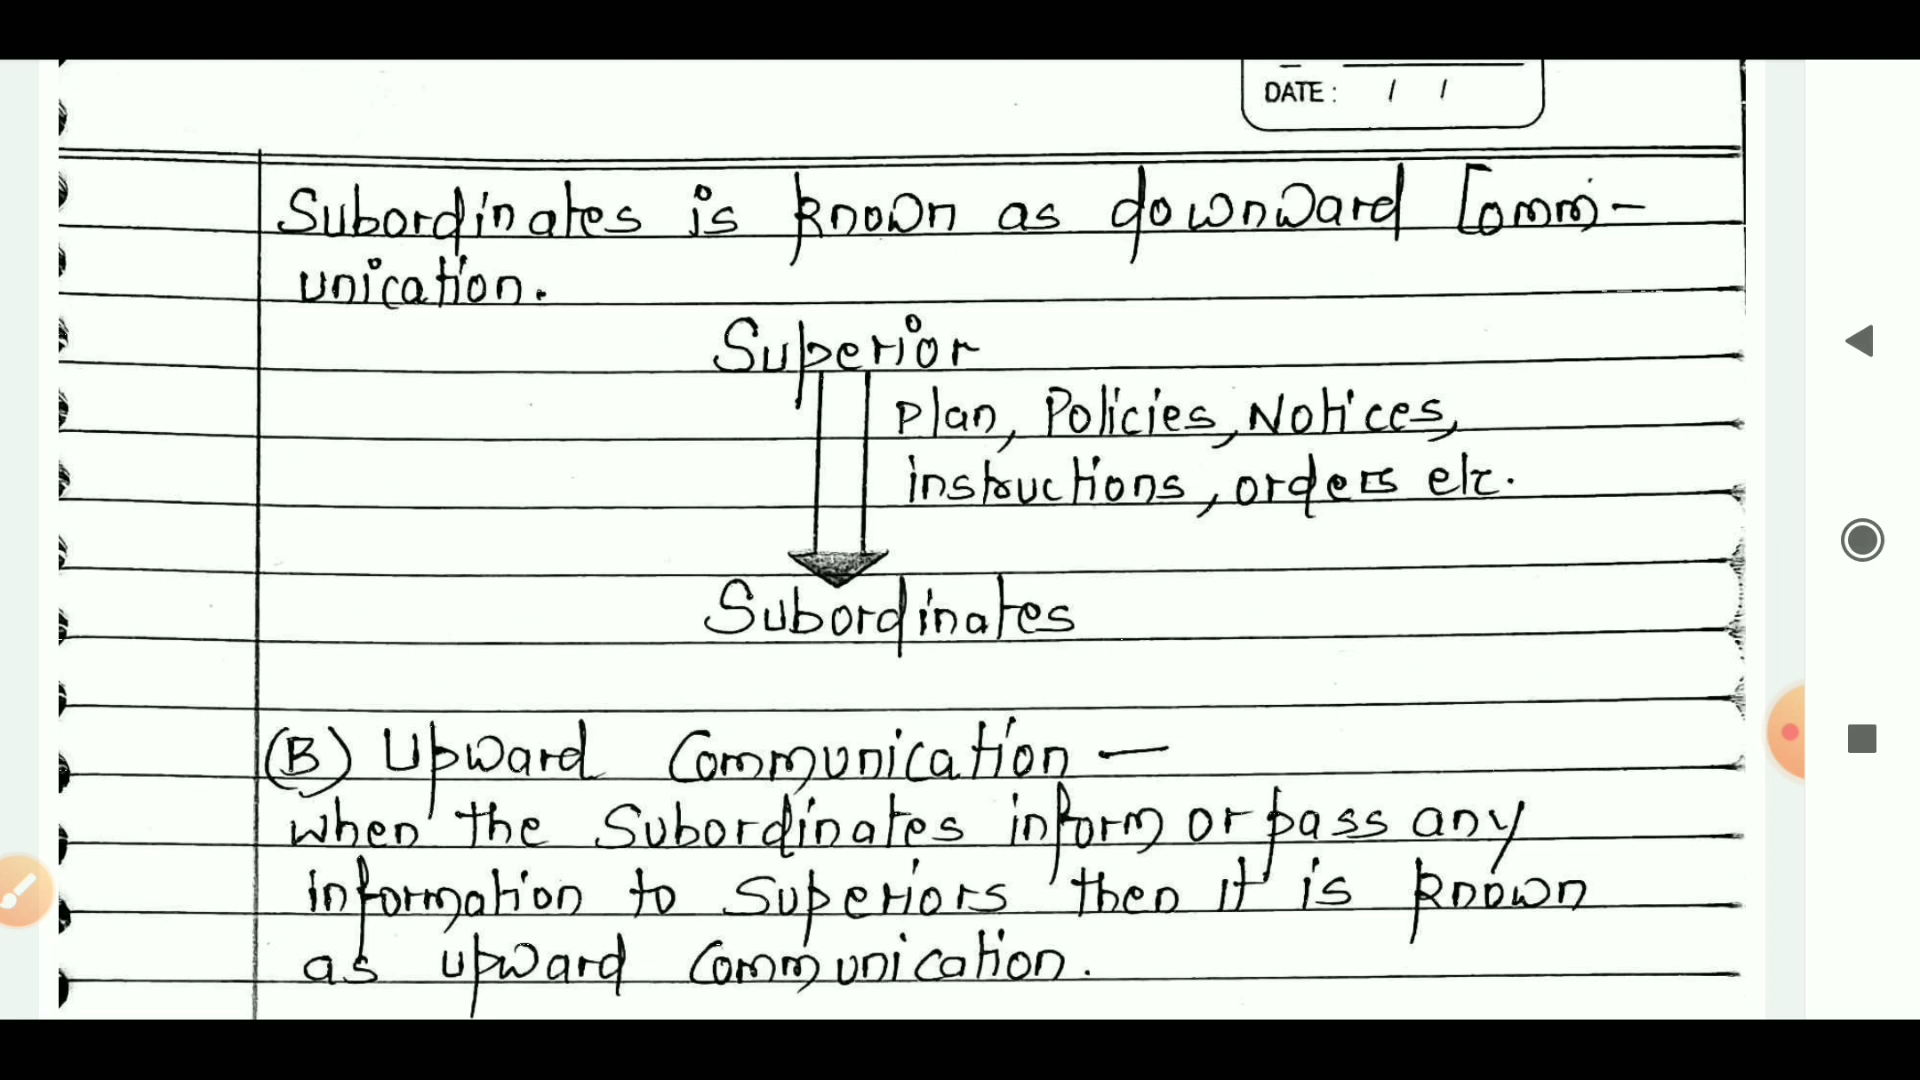 DATE: / /
Subordinates is known as downward Comm-
unication.
Superior
Plan, Policies, Notices,
instructions, orders etc.
Subordinates
(B) Upward Communication —
when the Subordinates inform or pass any
information to Superiors then it is known
as upward Communication.